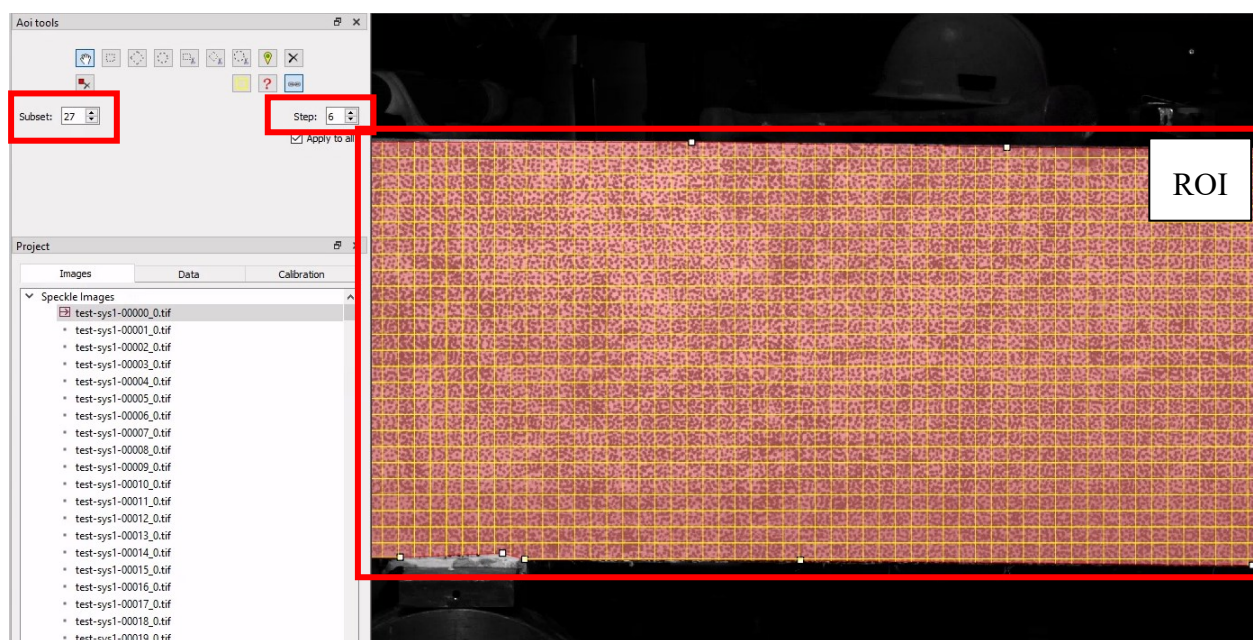 Aoi tools
?
Subset: 27
Step: 6
Apply to all
ROI
Project
Images Data Calibration
Speckle Images
test-sys1-00000_0.tif
test-sys1-00001_0.tif
test-sys1-00002_0.tif
test-sys1-00003_0.tif
test-sys1-00004_0.tif
test-sys1-00005_0.tif
test-sys1-00006_0.tif
test-sys1-00007_0.tif
test-sys1-00008_0.tif
test-sys1-00009_0.tif
test-sys1-00010_0.tif
test-sys1-00011_0.tif
test-sys1-00012_0.tif
test-sys1-00013_0.tif
test-sys1-00014_0.tif
test-sys1-00015_0.tif
test-sys1-00016_0.tif
test-sys1-00017_0.tif
test-sys1-00018_0.tif
test-sys1-00019_0.tif